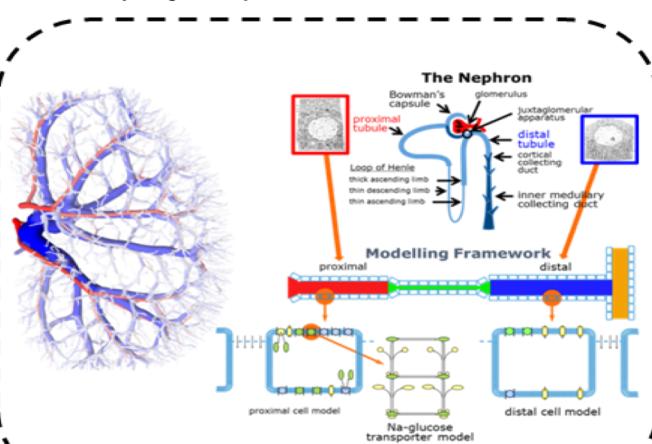 The Nephron
Bowman's
capsule
glomerulus
juxtaglomerular
apparatus
proximal
tubule
distal
tubule
cortical
collecting
duct
Loop of Henle
thick ascending limb
thin descending limb
thin ascending limb
inner medullary
collecting duct
Modelling Framework
proximal
distal
proximal cell model
Na-glucose
transporter model
distal cell model